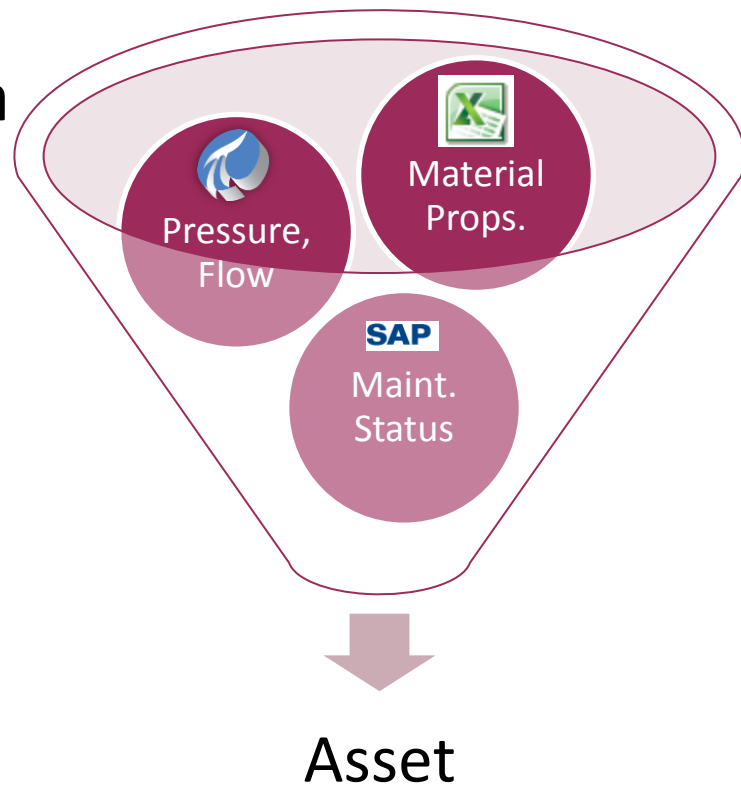 Material
Props.
Pressure,
Flow
SAP
Maint.
Status
Asset